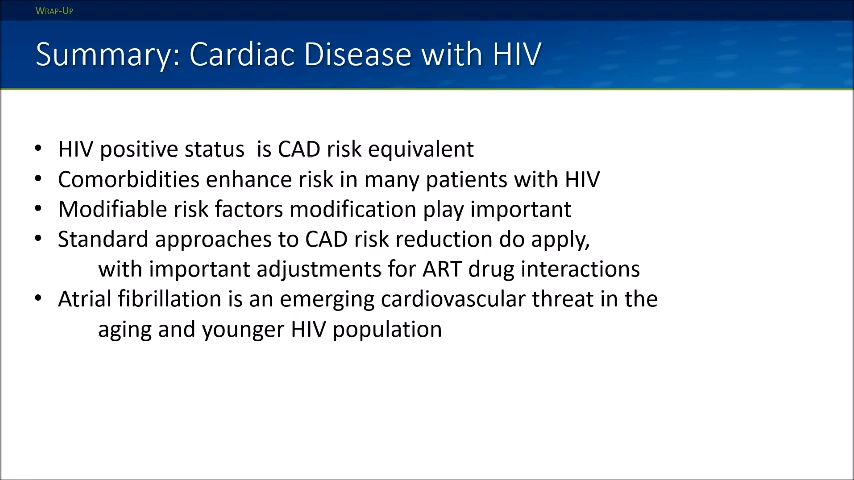 Wrap-Up
Summary: Cardiac Disease with HIV
• HIV positive status is CAD risk equivalent
• Comorbidities enhance risk in many patients with HIV
• Modifiable risk factors modification play important
• Standard approaches to CAD risk reduction do apply,
with important adjustments for ART drug interactions
• Atrial fibrillation is an emerging cardiovascular threat in the
aging and younger HIV population